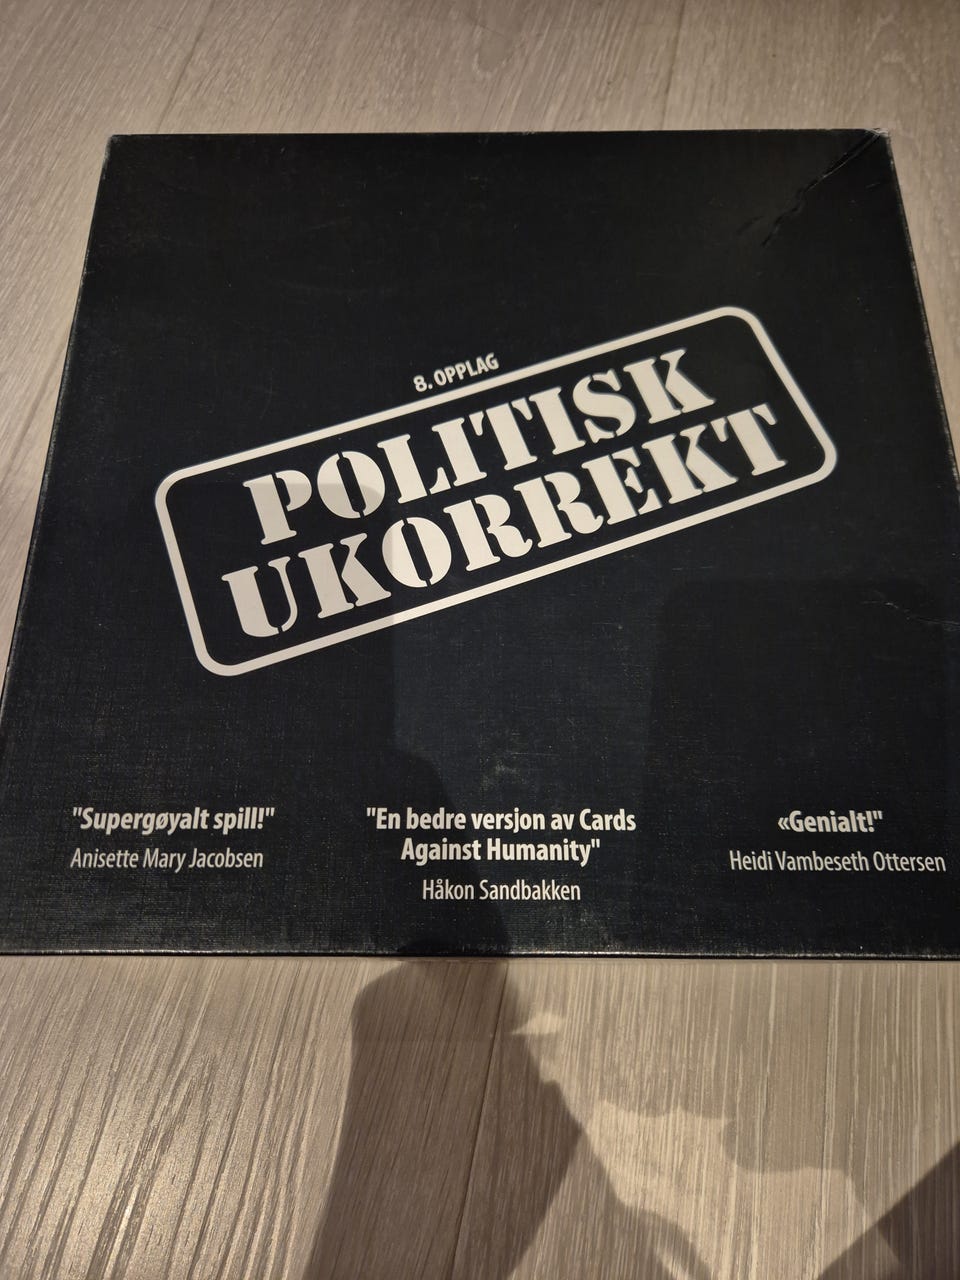 8. OPPLAG
POLITISK
UKORREKT
"Supergøyalt spill!"
Anisette Mary Jacobsen
"En bedre versjon av Cards
Against Humanity"
Håkon Sandbakken
«Genialt!"
Heidi Vambeseth Ottersen